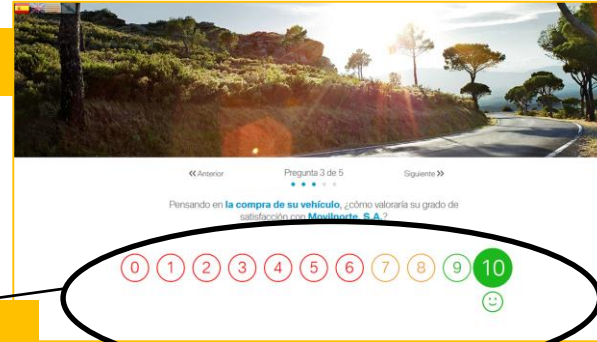 « Anterior Pregunta 3 de 5 Siguiente »
Pensando en la compra de su vehículo, ¿cómo valoraría su grado de
satisfacción con Movilnorte, S.A.?
0 1 2 3 4 5 6 7 8 9 10